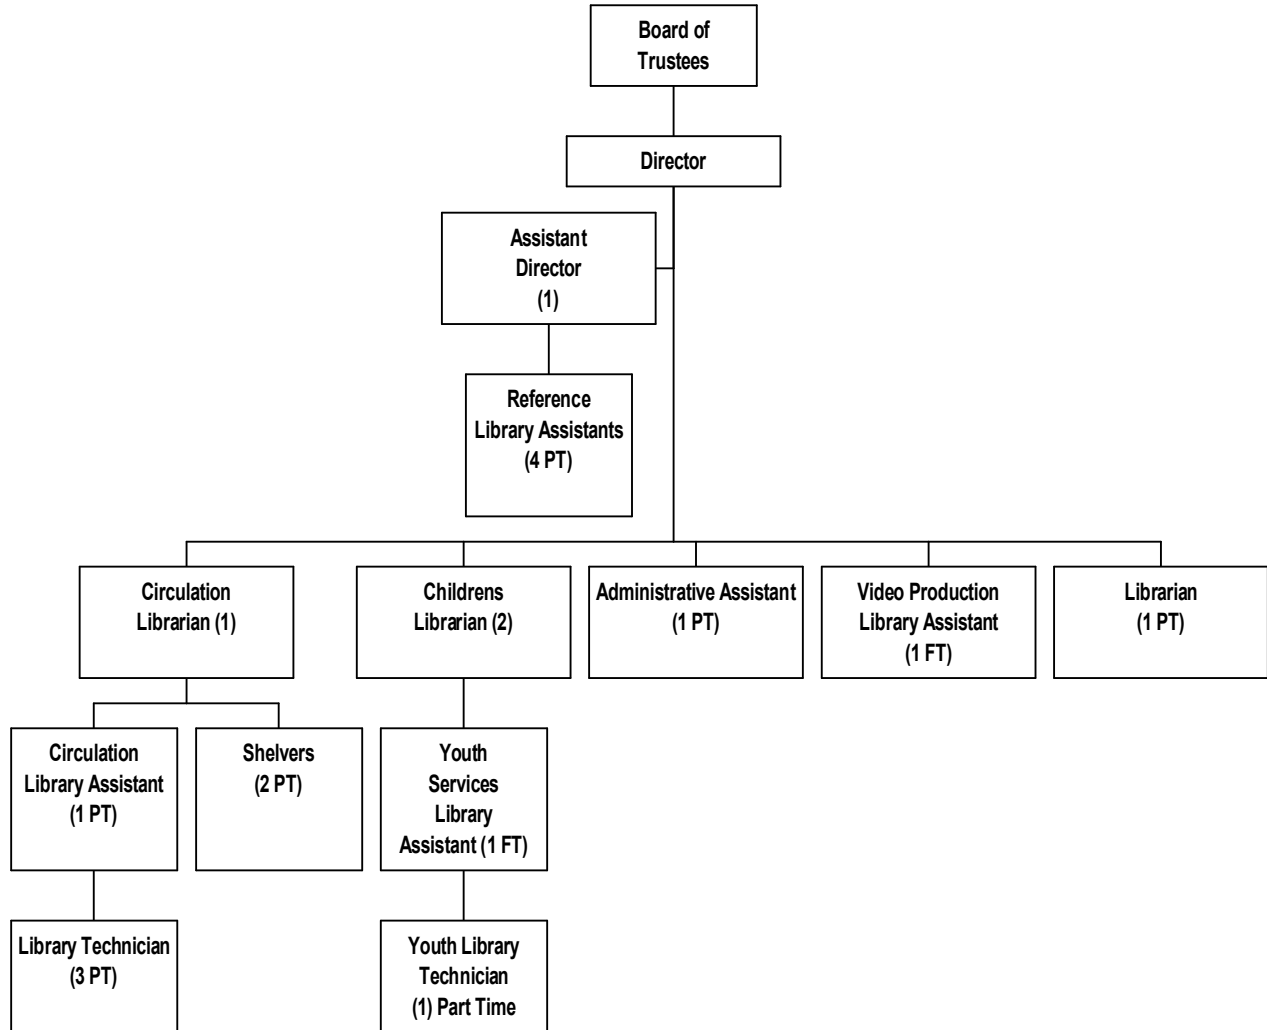 Board of
Trustees
Director
Assistant
Director
(1)
Reference
Library Assistants
(4 PT)
Circulation
Librarian (1)
Childrens
Librarian (2)
Administrative Assistant
(1 PT)
Video Production
Library Assistant
(1 FT)
Librarian
(1 PT)
Circulation
Library Assistant
(1 PT)
Shelvers
(2 PT)
Youth
Services
Library
Assistant (1 FT)
Library Technician
(3 PT)
Youth Library
Technician
(1) Part Time